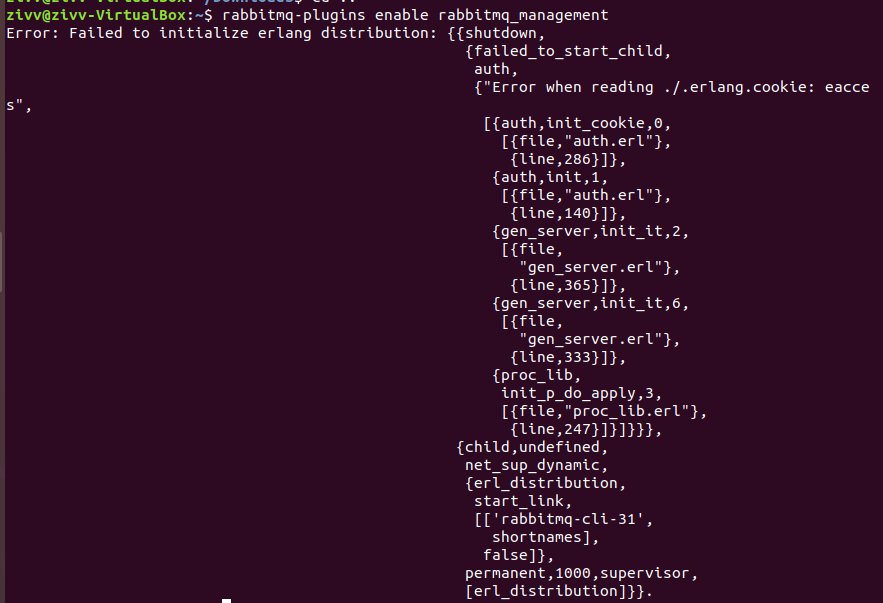 zivv@zivv-VirtualBox:~$ rabbitmq-plugins enable rabbitmq_management
Error: Failed to initialize erlang distribution: {{shutdown,
{failed_to_start_child,
auth,
{"Error when reading ./.erlang.cookie: eacce
s",
[{auth,init_cookie,0,
[{file,"auth.erl"},
{line,286}]},
{auth,init,1,
[{file,"auth.erl"},
{line,140}]},
{gen_server,init_it,2,
[{file,
"gen_server.erl"},
{line,365}]},
{gen_server,init_it,6,
[{file,
"gen_server.erl"},
{line,333}]},
{proc_lib,
init_p_do_apply,3,
[{file,"proc_lib.erl"},
{line,247}]}]}}},
{child,undefined,
net_sup_dynamic,
{erl_distribution,
start_link,
[['rabbitmq-cli-31',
shortnames],
false]},
permanent,1000,supervisor,
[erl_distribution]}}.